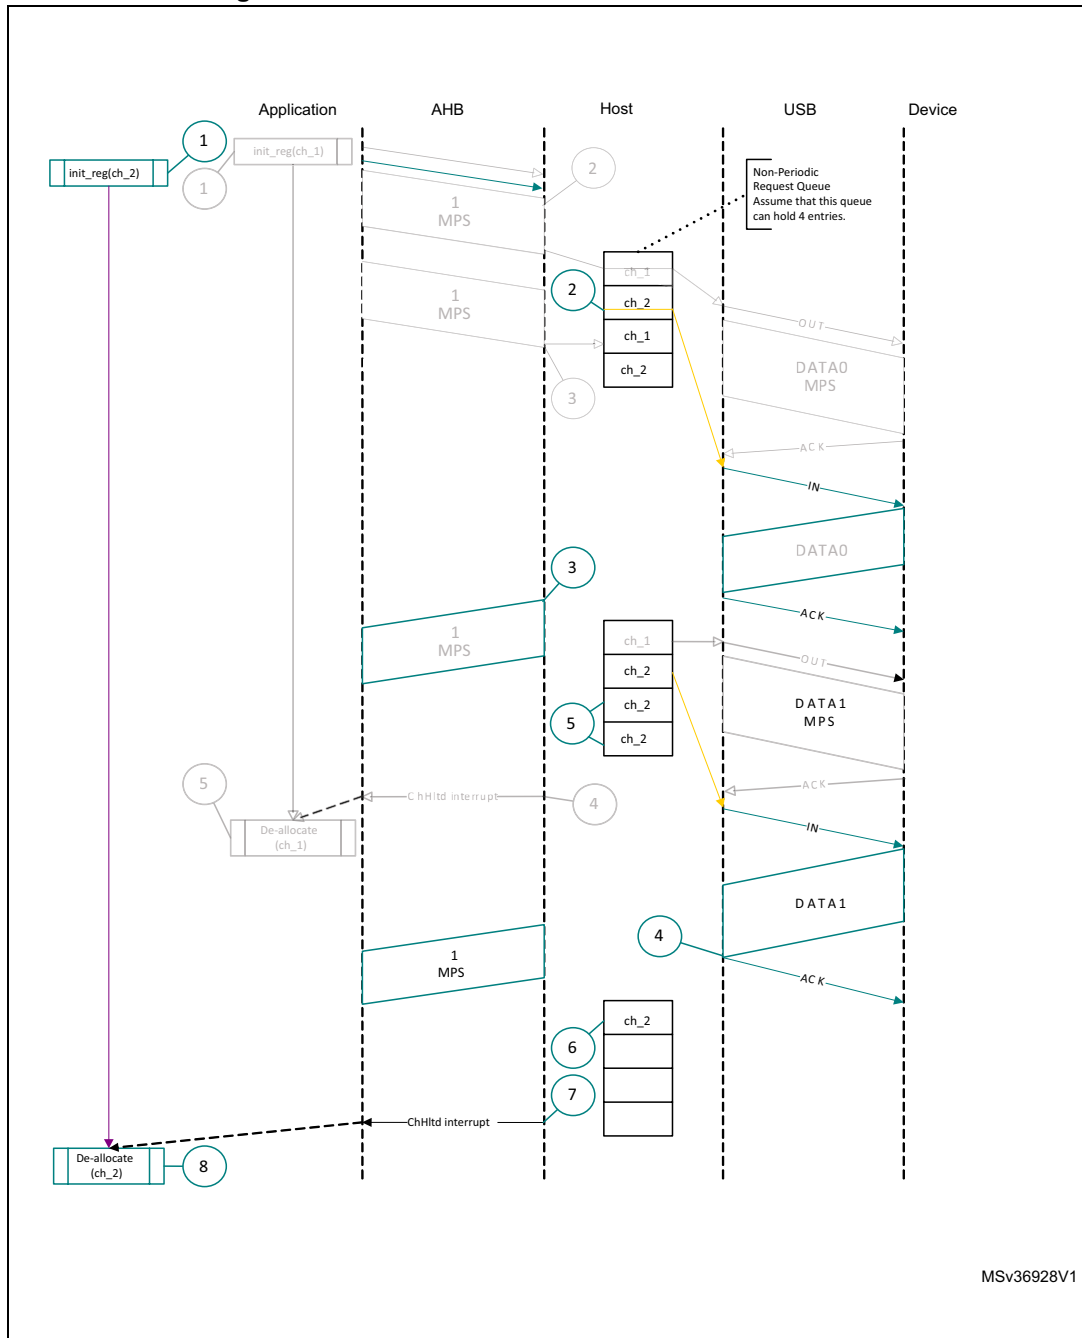 Application AHB Host USB Device
1
init_reg(ch_1)
init_reg(ch_2)
1
2
Non-Periodic
Request Queue
Assume that this queue
can hold 4 entries.
1
MPS
ch_1
2
ch_2
1
MPS
ch_1
OUT
ch_2
DATA0
MPS
3
ACK
IN
DATA0
3
ACK
1
MPS
ch_1
OUT
ch_2
ch_2
DATA1
MPS
5
ch_2
5
ChHltd interrupt
4
ACK
De-allocate
(ch_1)
IN
DATA1
4
1
MPS
ACK
ch_2
6
7
ChHltd interrupt
De-allocate
(ch_2)
8
MSv36928V1